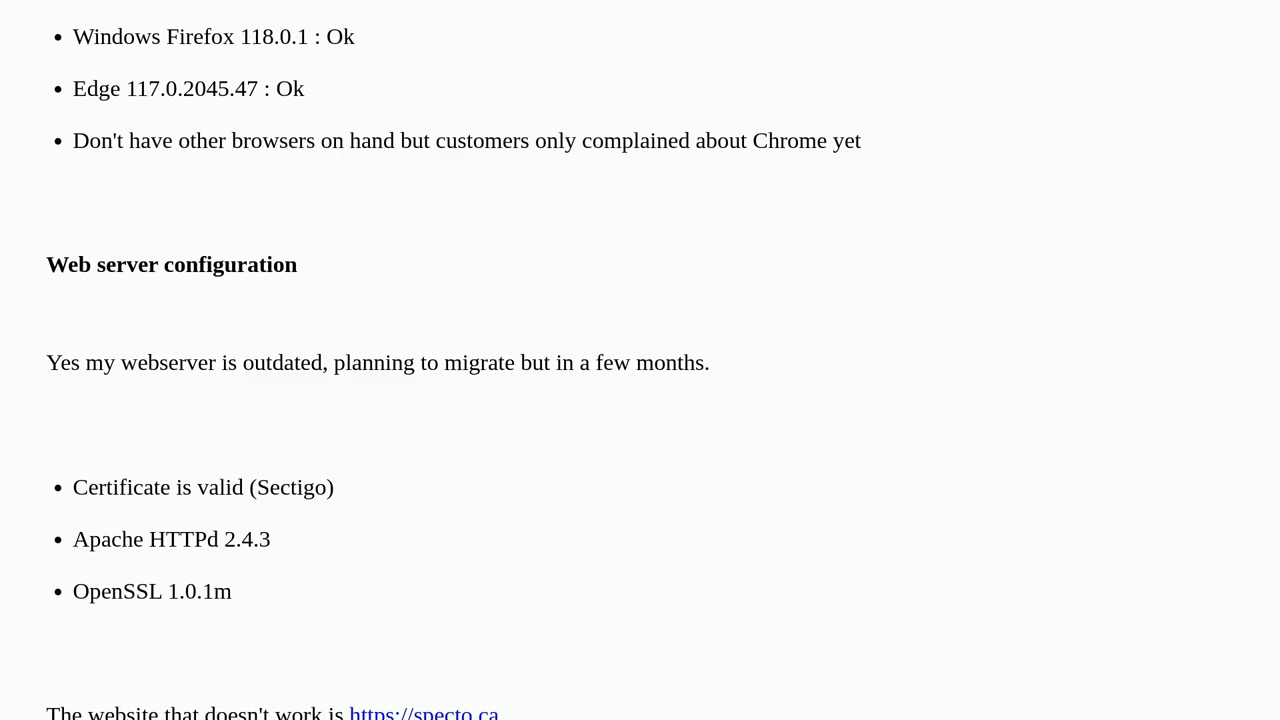 • Windows Firefox 118.0.1 : Ok
• Edge 117.0.2045.47 : Ok
• Don't have other browsers on hand but customers only complained about Chrome yet
Web server configuration
Yes my webserver is outdated, planning to migrate but in a few months.
• Certificate is valid (Sectigo)
• Apache HTTPd 2.4.3
• OpenSSL 1.0.1m
The website that doesn't work is https://specto.ca